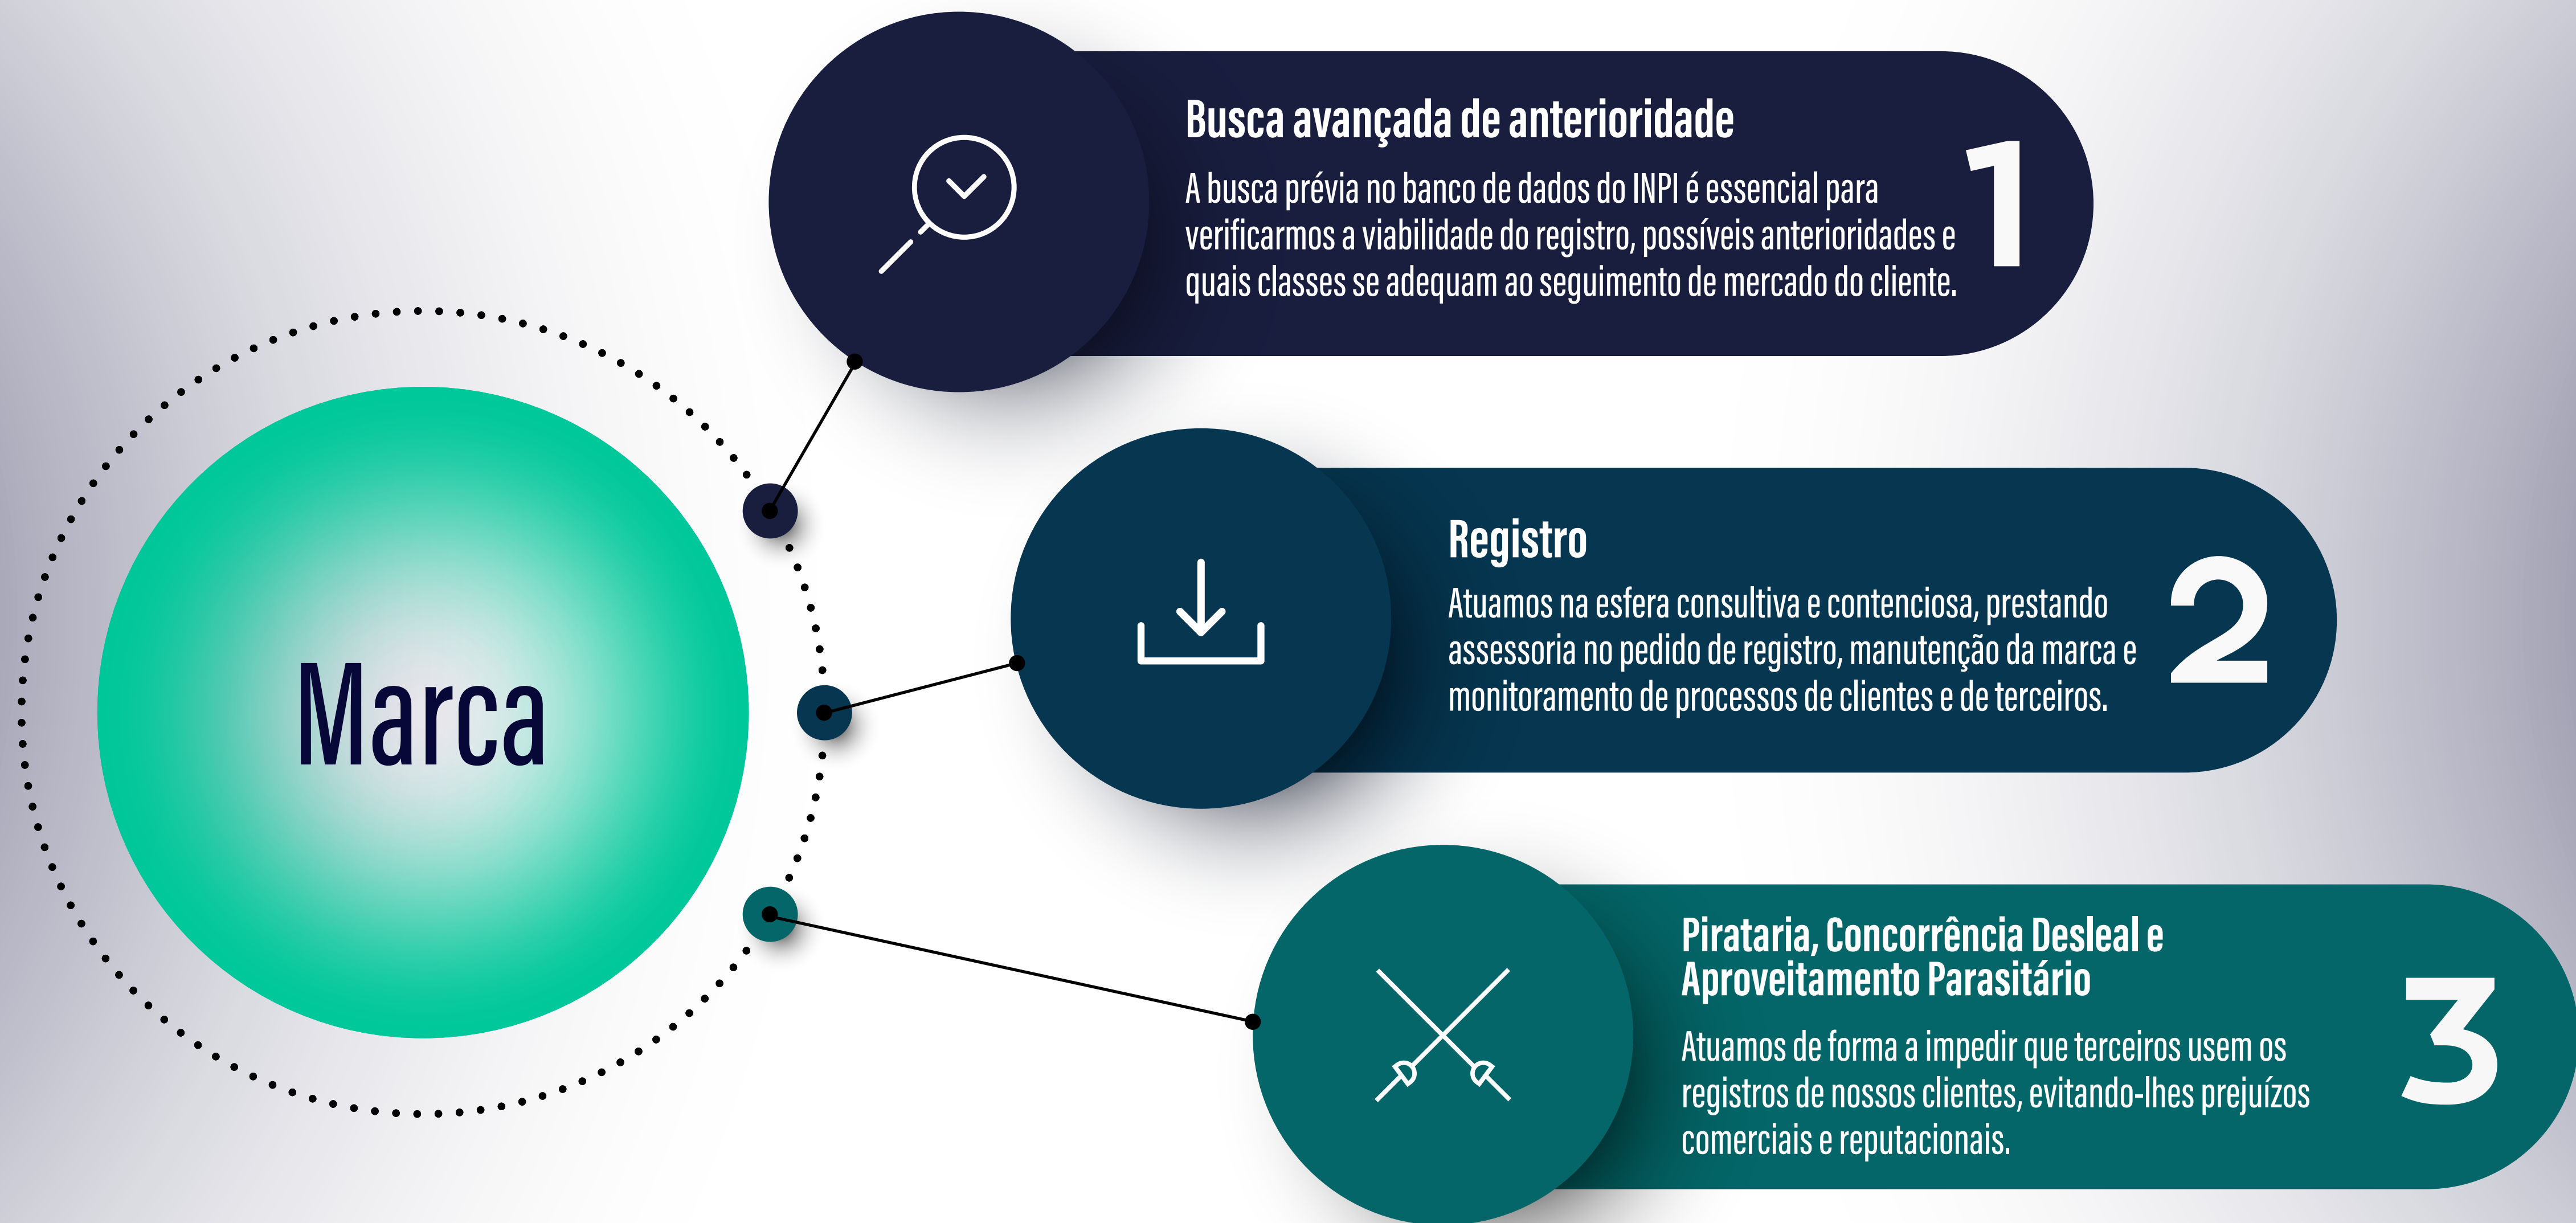 Marca
Busca avançada de anterioridade
A busca prévia no banco de dados do INPI é essencial para
verificarmos a viabilidade do registro, possíveis anterioridades e
quais classes se adequam ao seguimento de mercado do cliente.
1
Registro
Atuamos na esfera consultiva e contenciosa, prestando
assessoria no pedido de registro, manutenção da marca e
monitoramento de processos de clientes e de terceiros.
2
Pirataria, Concorrência Desleal e
Aproveitamento Parasitário
Atuamos de forma a impedir que terceiros usem os
registros de nossos clientes, evitando-lhes prejuízos
comerciais e reputacionais.
3